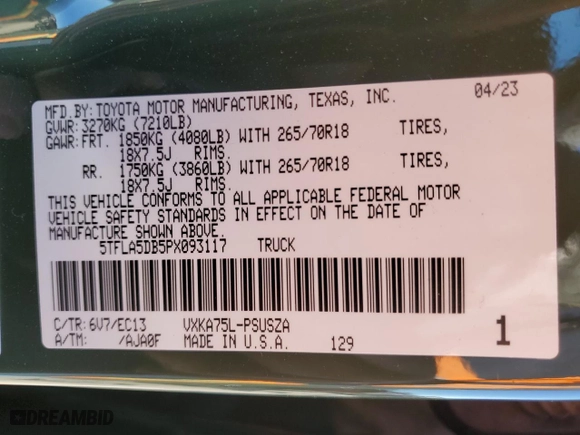 MFD.BY:TOYOTA MOTOR MANUFACTURING, TEXAS, INC. 04/23
GVWR:3270KG (7210LB)
GAWR:FRT. 1850KG (4080LB) WITH 265/70R18 TIRES,
18X7.5J RIMS.
RR. 1750KG (3860LB) WITH 265/70R18 TIRES,
18X7.5J RIMS.
THIS VEHICLE CONFORMS TO ALL APPLICABLE FEDERAL MOTOR
VEHICLE SAFETY STANDARDS IN EFFECT ON THE DATE OF
MANUFACTURE SHOWN ABOVE.
5TFLA5DB5PX093117 TRUCK
C/TR:6V7/EC13 VXKA75L-PSUSZA
A/TM: /AJA0F MADE IN U.S.A. 129 1
DREAMBID